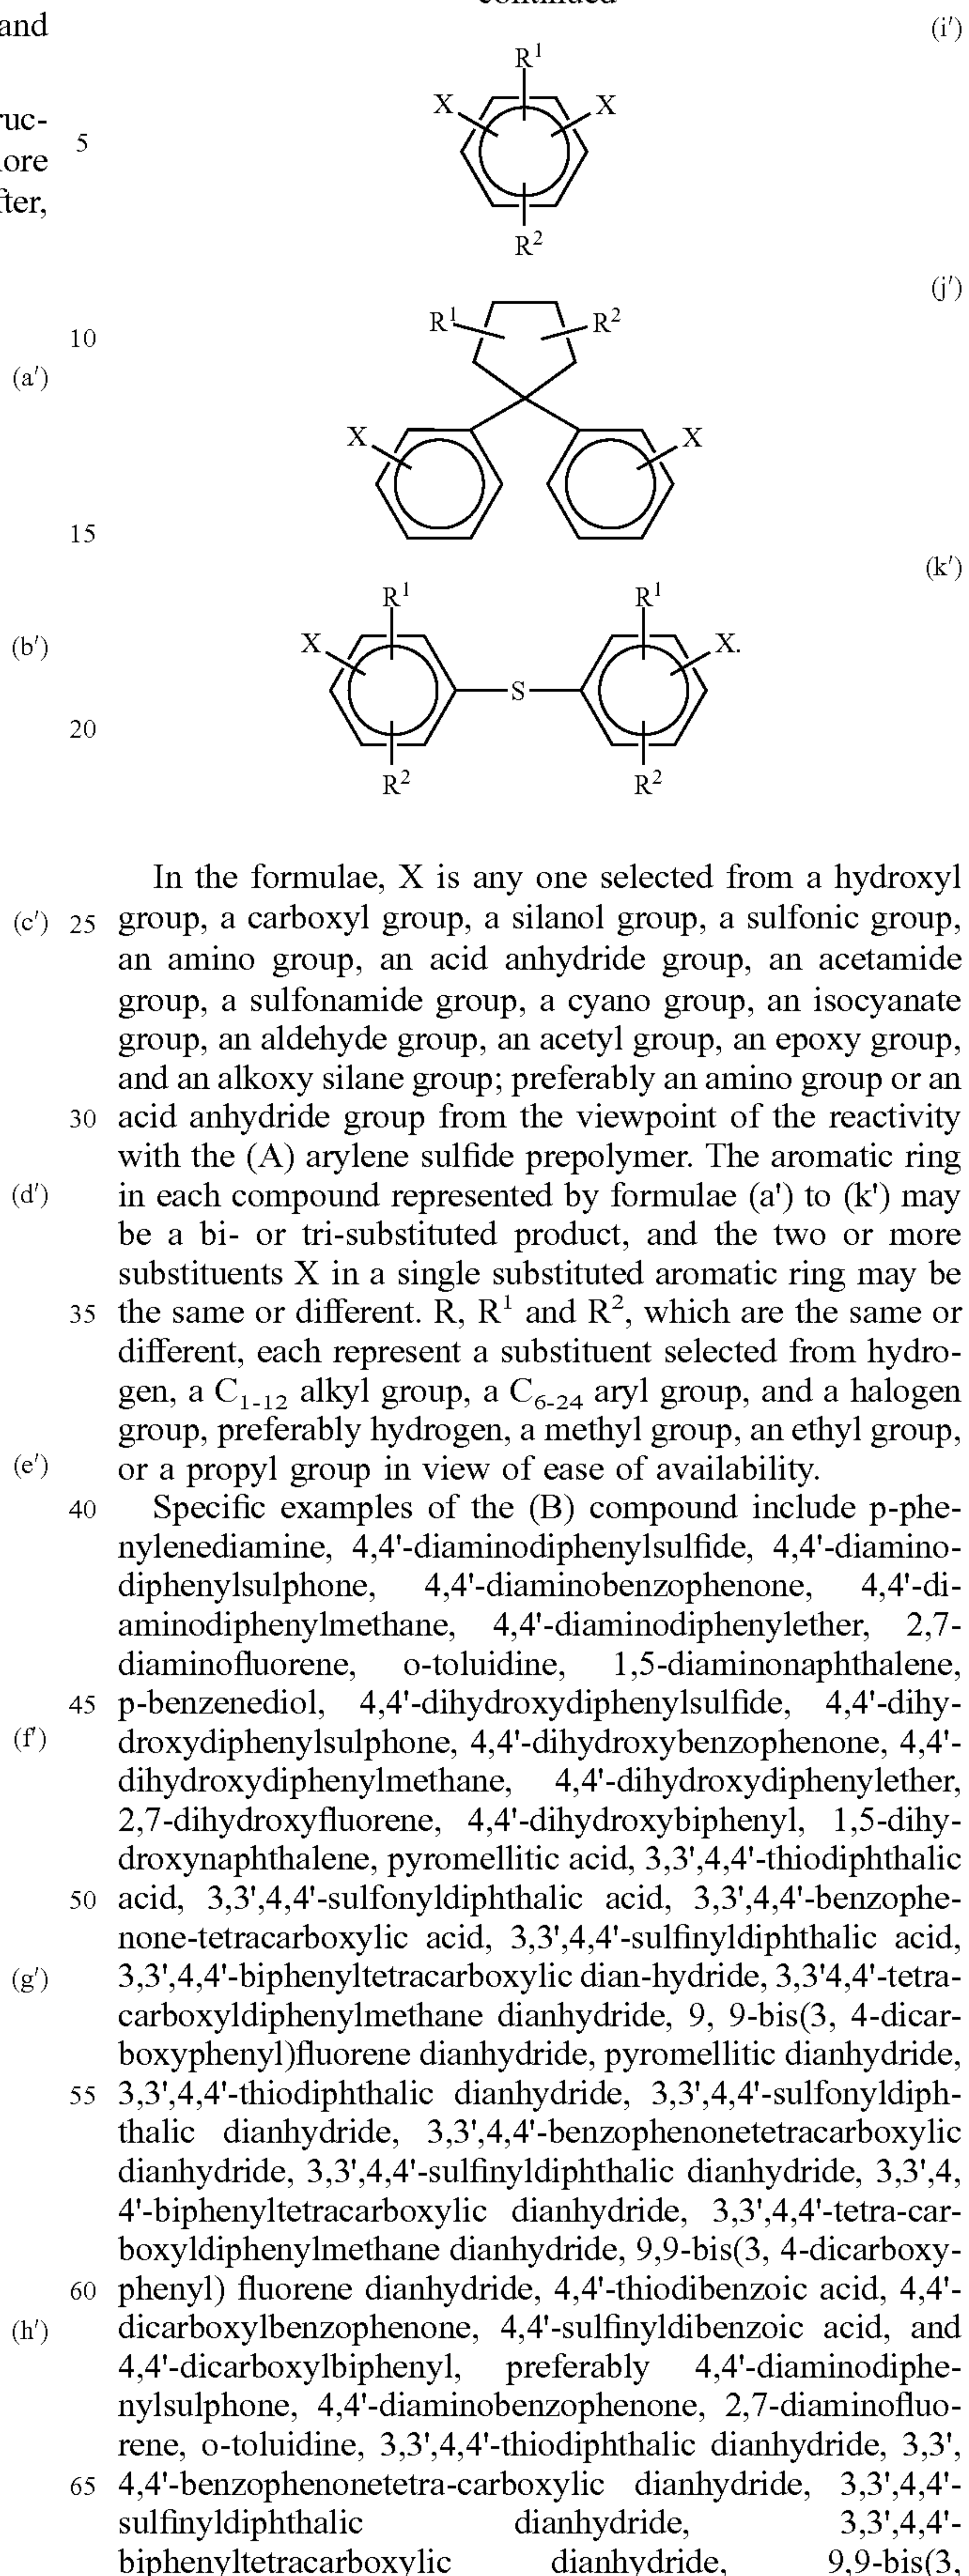 and
ruc-
ore
fter,
(a')
(b')
(c')
(d')
(e')
(f')
(g')
(h')
5
10
15
20
25
30
35
40
45
50
55
60
65
(i')
R¹
X X
R²
(j')
R¹ R²
X X
(k')
R¹ R¹
X X.
S
R² R²
In the formulae, X is any one selected from a hydroxyl
group, a carboxyl group, a silanol group, a sulfonic group,
an amino group, an acid anhydride group, an acetamide
group, a sulfonamide group, a cyano group, an isocyanate
group, an aldehyde group, an acetyl group, an epoxy group,
and an alkoxy silane group; preferably an amino group or an
acid anhydride group from the viewpoint of the reactivity
with the (A) arylene sulfide prepolymer. The aromatic ring
in each compound represented by formulae (a') to (k') may
be a bi- or tri-substituted product, and the two or more
substituents X in a single substituted aromatic ring may be
the same or different. R, R¹ and R², which are the same or
different, each represent a substituent selected from hydro-
gen, a C₁₋₁₂ alkyl group, a C₆₋₂₄ aryl group, and a halogen
group, preferably hydrogen, a methyl group, an ethyl group,
or a propyl group in view of ease of availability.
Specific examples of the (B) compound include p-phe-
nylenediamine, 4,4'-diaminodiphenylsulfide, 4,4'-diamino-
diphenylsulphone, 4,4'-diaminobenzophenone, 4,4'-di-
aminodiphenylmethane, 4,4'-diaminodiphenylether, 2,7-
diaminofluorene, o-toluidine, 1,5-diaminonaphthalene,
p-benzenediol, 4,4'-dihydroxydiphenylsulfide, 4,4'-dihy-
droxydiphenylsulphone, 4,4'-dihydroxybenzophenone, 4,4'-
dihydroxydiphenylmethane, 4,4'-dihydroxydiphenylether,
2,7-dihydroxyfluorene, 4,4'-dihydroxybiphenyl, 1,5-dihy-
droxynaphthalene, pyromellitic acid, 3,3',4,4'-thiodiphthalic
acid, 3,3',4,4'-sulfonyldiphthalic acid, 3,3',4,4'-benzophe-
none-tetracarboxylic acid, 3,3',4,4'-sulfinyldiphthalic acid,
3,3',4,4'-biphenyltetracarboxylic dian-hydride, 3,3'4,4'-tetra-
carboxyldiphenylmethane dianhydride, 9, 9-bis(3, 4-dicar-
boxyphenyl)fluorene dianhydride, pyromellitic dianhydride,
3,3',4,4'-thiodiphthalic dianhydride, 3,3',4,4'-sulfonyldiph-
thalic dianhydride, 3,3',4,4'-benzophenonetetracarboxylic
dianhydride, 3,3',4,4'-sulfinyldiphthalic dianhydride, 3,3',4,
4'-biphenyltetracarboxylic dianhydride, 3,3',4,4'-tetra-car-
boxyldiphenylmethane dianhydride, 9,9-bis(3, 4-dicarboxy-
phenyl) fluorene dianhydride, 4,4'-thiodibenzoic acid, 4,4'-
dicarboxylbenzophenone, 4,4'-sulfinyldibenzoic acid, and
4,4'-dicarboxylbiphenyl, preferably 4,4'-diaminodiphe-
nylsulphone, 4,4'-diaminobenzophenone, 2,7-diaminofluo-
rene, o-toluidine, 3,3',4,4'-thiodiphthalic dianhydride, 3,3',
4,4'-benzophenonetetra-carboxylic dianhydride, 3,3',4,4'-
sulfinyldiphthalic dianhydride, 3,3',4,4'-
biphenyltetracarboxylic dianhydride, 9,9-bis(3,